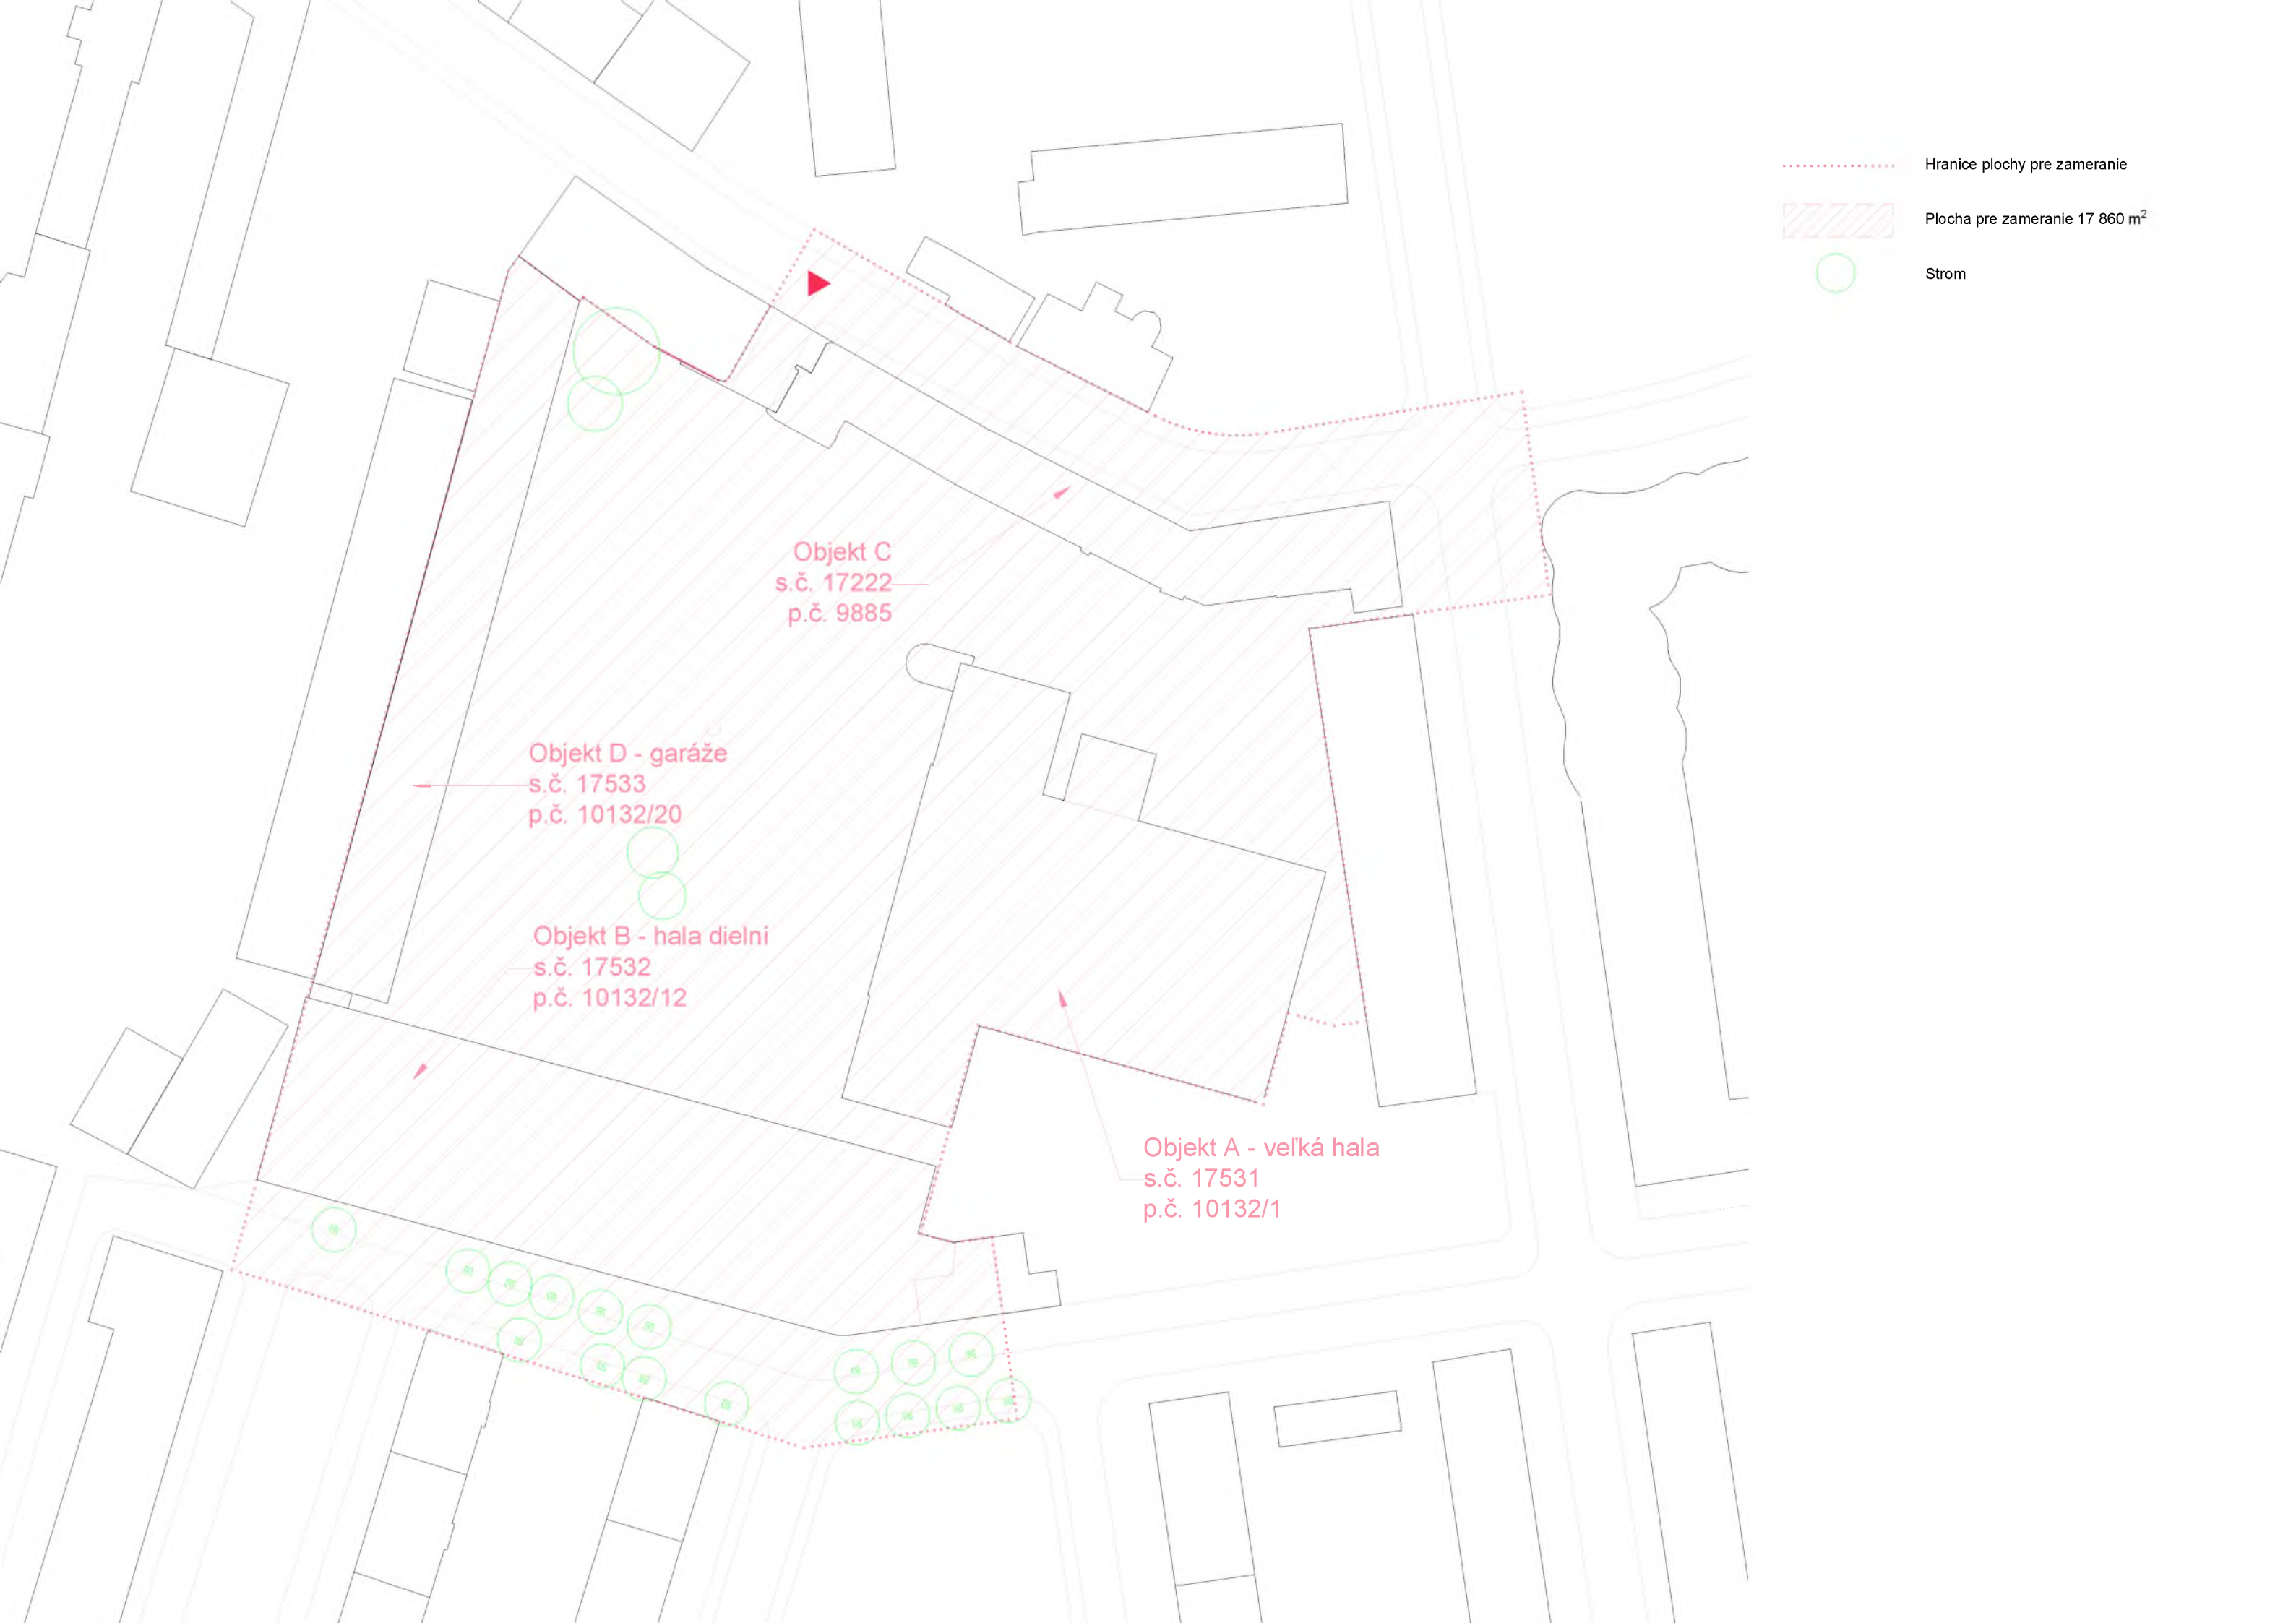 Hranice plochy pre zameranie
Plocha pre zameranie 17 860 m²
Strom
Objekt C
s.č. 17222
p.č. 9885
Objekt D - garáže
s.č. 17533
p.č. 10132/20
Objekt B - hala dielní
s.č. 17532
p.č. 10132/12
Objekt A - veľká hala
s.č. 17531
p.č. 10132/1